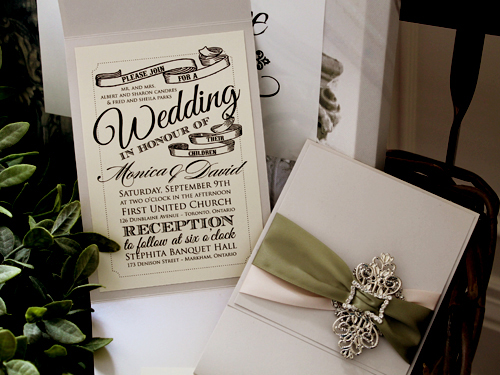 PLEASE JOIN
MR. AND MRS.
FOR A
ALBERT AND SHARON CANDRES
& FRED AND SHEILA PARKS
Wedding
IN HONOUR OF
THEIR
CHILDREN
Monica & David
SATURDAY, SEPTEMBER 9TH
AT TWO O'CLOCK IN THE AFTERNOON
FIRST UNITED CHURCH
126 DUNBLAINE AVENUE - TORONTO, ONTARIO
RECEPTION
to follow at six o'clock
STEPHITA BANQUET HALL
173 DENISON STREET - MARKHAM, ONTARIO